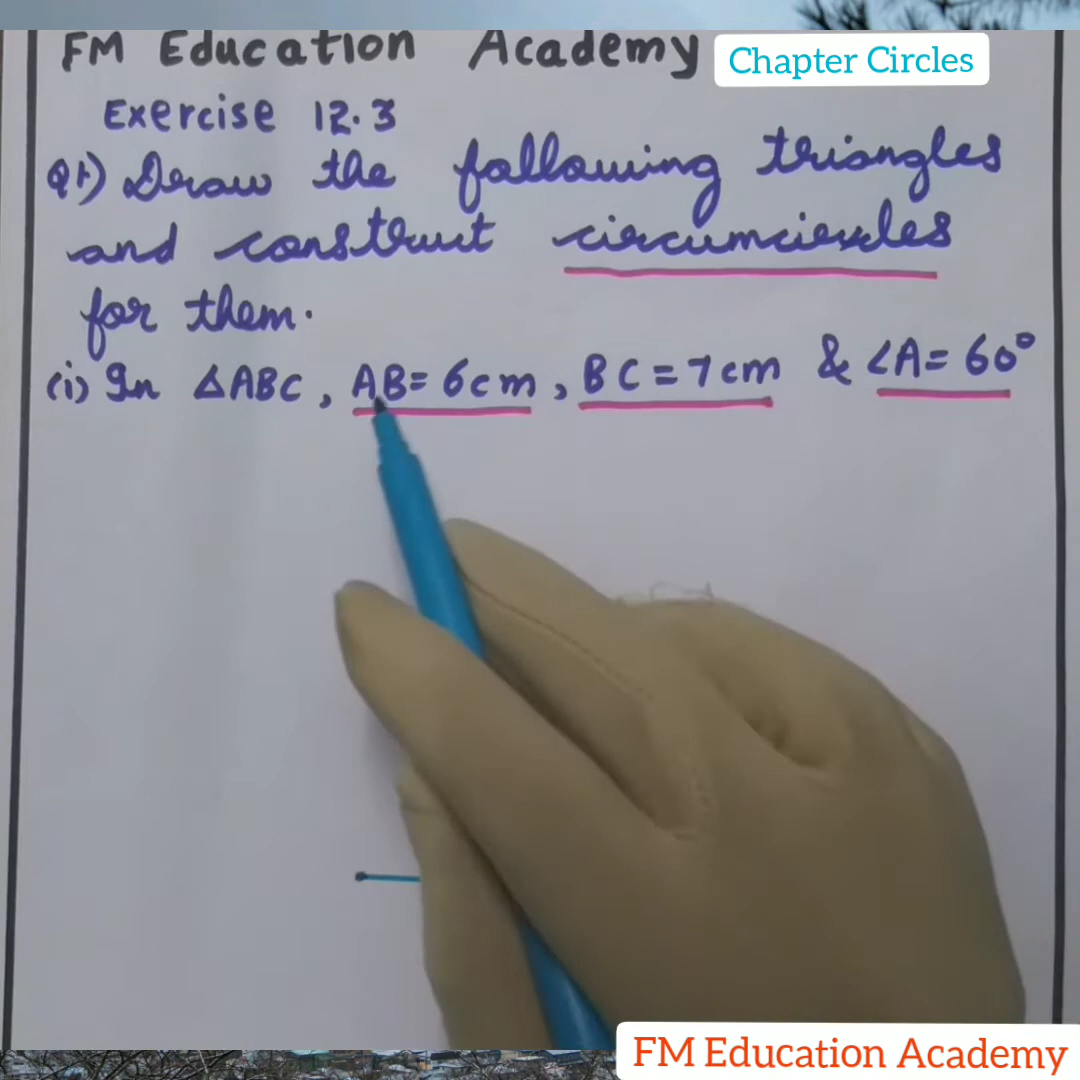 FM Education Academy
Chapter Circles
Exercise 12.3
Q1) Draw the following triangles
and construct circumcircles
for them.
(i) In ΔABC, AB = 6cm, BC = 7cm & ∠A = 60°
FM Education Academy